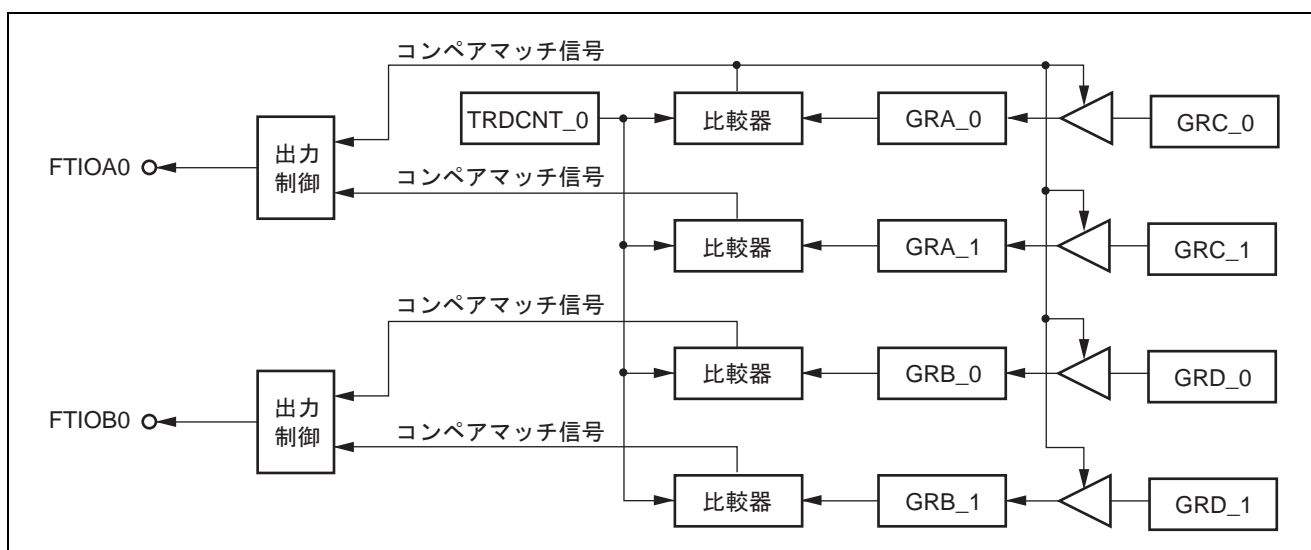 コンペアマッチ信号
TRDCNT_0
比較器
GRA_0
GRC_0
FTIOA0
出力
制御
コンペアマッチ信号
比較器
GRA_1
GRC_1
コンペアマッチ信号
比較器
GRB_0
GRD_0
FTIOB0
出力
制御
コンペアマッチ信号
比較器
GRB_1
GRD_1